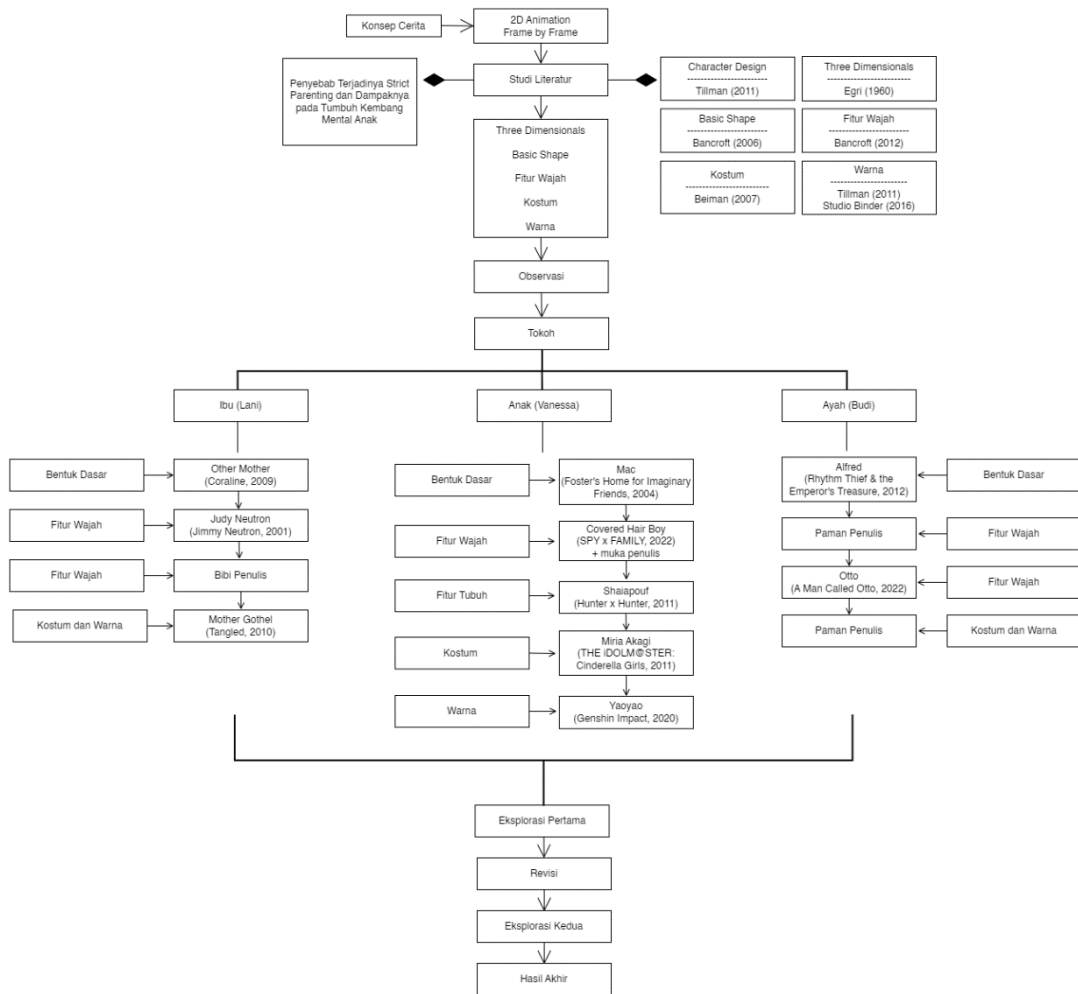 Konsep Cerita
2D Animation
Frame by Frame
Penyebab Terjadinya Strict
Parenting dan Dampaknya
pada Tumbuh Kembang
Mental Anak
Studi Literatur
Character Design
------------------------
Tillman (2011)
Three Dimensionals
------------------------
Egri (1960)
Basic Shape
------------------------
Bancroft (2006)
Fitur Wajah
------------------------
Bancroft (2012)
Kostum
------------------------
Beiman (2007)
Warna
------------------------
Tillman (2011)
Studio Binder (2016)
Three Dimensionals
Basic Shape
Fitur Wajah
Kostum
Warna
Observasi
Tokoh
Ibu (Lani)
Anak (Vanessa)
Ayah (Budi)
Bentuk Dasar
Other Mother
(Coraline, 2009)
Fitur Wajah
Judy Neutron
(Jimmy Neutron, 2001)
Fitur Wajah
Bibi Penulis
Kostum dan Warna
Mother Gothel
(Tangled, 2010)
Bentuk Dasar
Mac
(Foster's Home for Imaginary
Friends, 2004)
Fitur Wajah
Covered Hair Boy
(SPY x FAMILY, 2022)
+ muka penulis
Fitur Tubuh
Shaiapouf
(Hunter x Hunter, 2011)
Kostum
Miria Akagi
(THE iDOLM@STER:
Cinderella Girls, 2011)
Warna
Yaoyao
(Genshin Impact, 2020)
Alfred
(Rhythm Thief & the
Emperor's Treasure, 2012)
Bentuk Dasar
Paman Penulis
Fitur Wajah
Otto
(A Man Called Otto, 2022)
Fitur Wajah
Paman Penulis
Kostum dan Warna
Eksplorasi Pertama
Revisi
Eksplorasi Kedua
Hasil Akhir